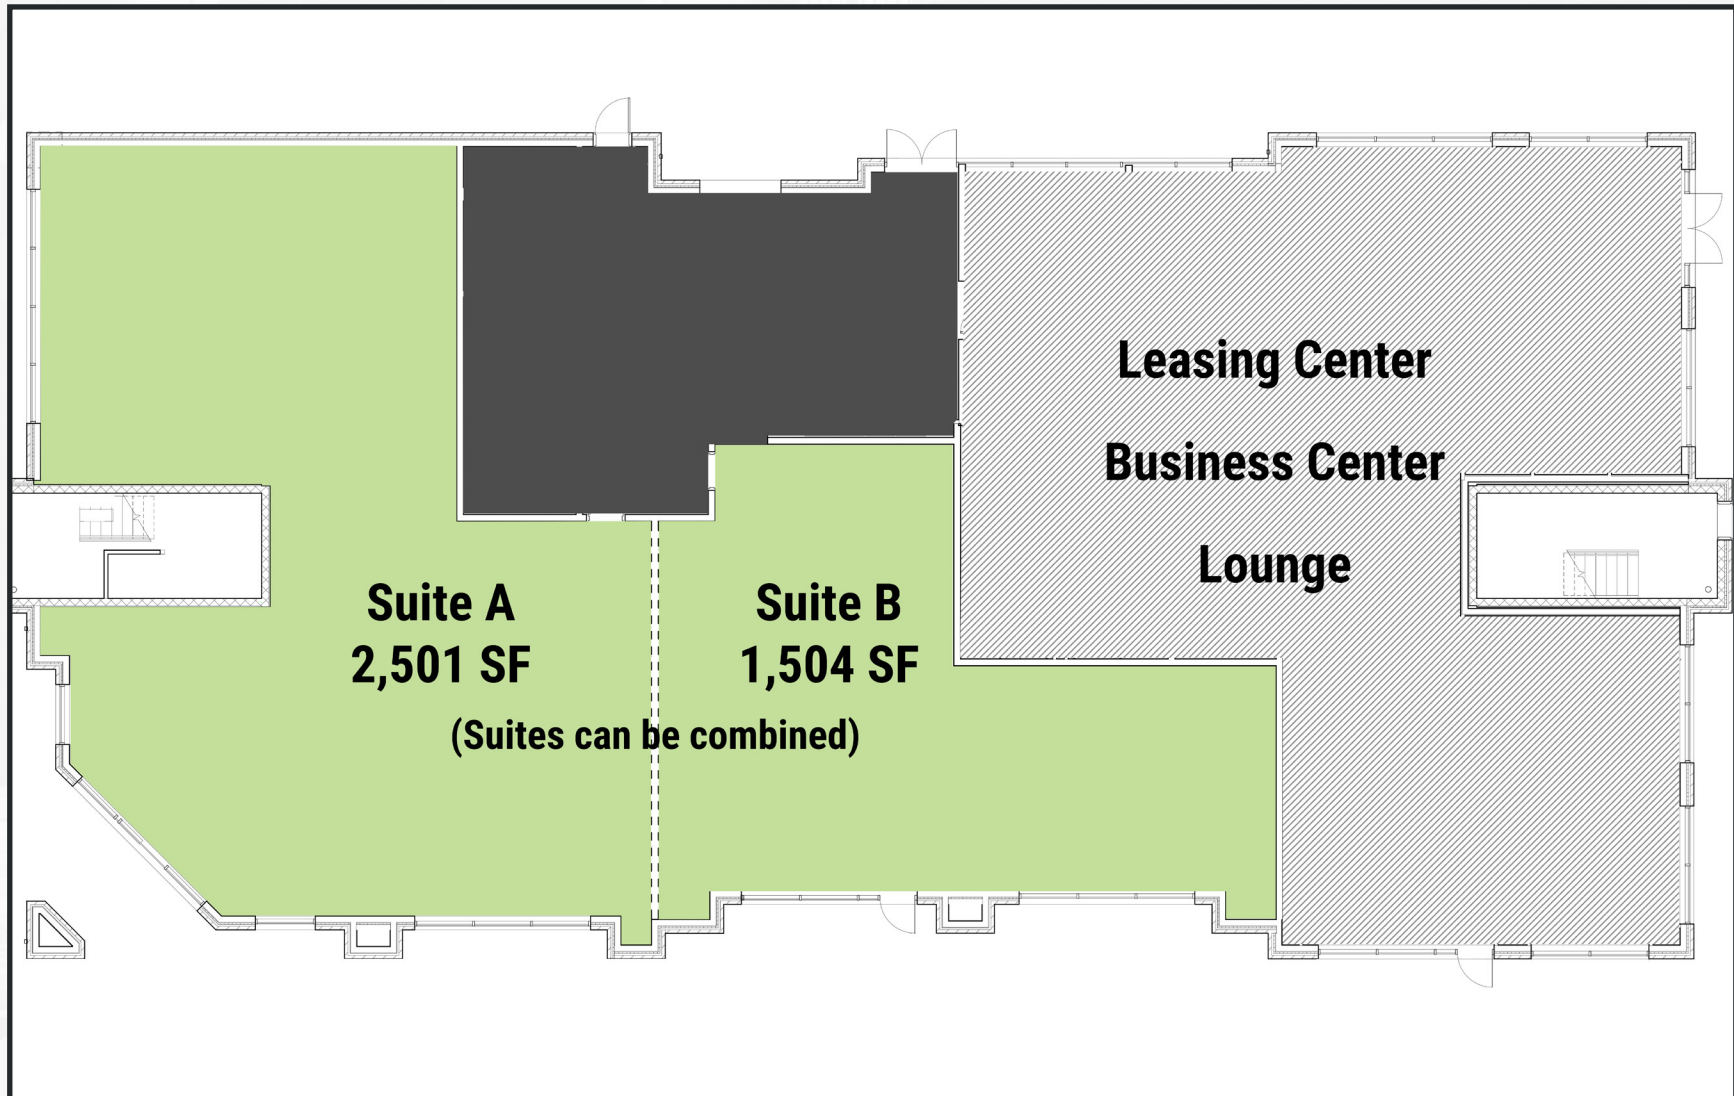 Leasing Center
Business Center
Lounge
Suite A
2,501 SF
Suite B
1,504 SF
(Suites can be combined)